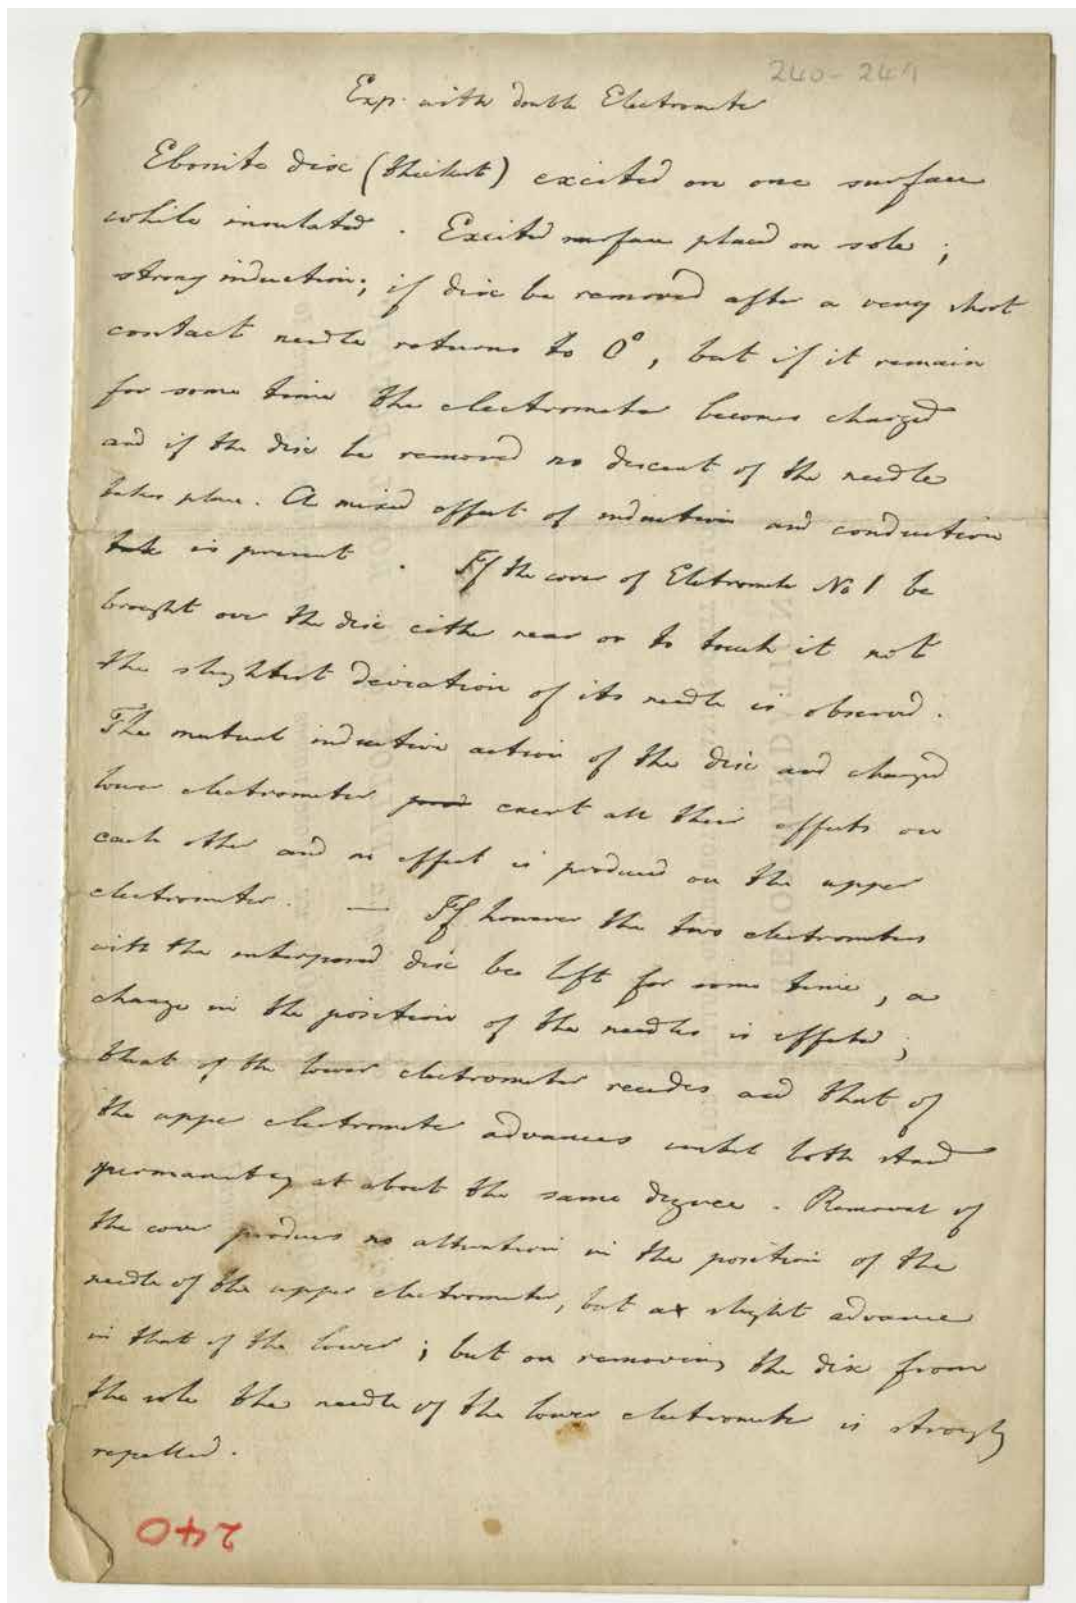 240-241
Exp. with double Electrometer
Ebonite disc (thickest) excited on one surface
while insulated. Excited surface placed on sole;
strong induction; if disc be removed after a very short
contact needle returns to 0°, but if it remain
for some time the electrometer becomes charged
and if the disc be removed no descent of the needle
takes place. A mixed effect of induction and conduction
is present. If the cover of Eletrometer No 1 be
brought over the disc either near or to touch it not
the slightest deviation of its needle is observed.
The mutual inductive action of the disc and charged
lower electrometer prod exert all their effects on
each other and no effect is produced on the upper
electrometer. — If however the two electrometers
with the interposed disc be left for some time, a
change in the position of the needles is effected;
that of the lower electrometer recedes and that of
the upper electrometer advances until both stand
permanently at about the same degree. Removal of
the cover produces no alteration in the position of the
needle of the upper electrometer, but a slight advance
in that of the lower; but on removing the disc from
the sole the needle of the lower electrometer is strongly
repelled.
240